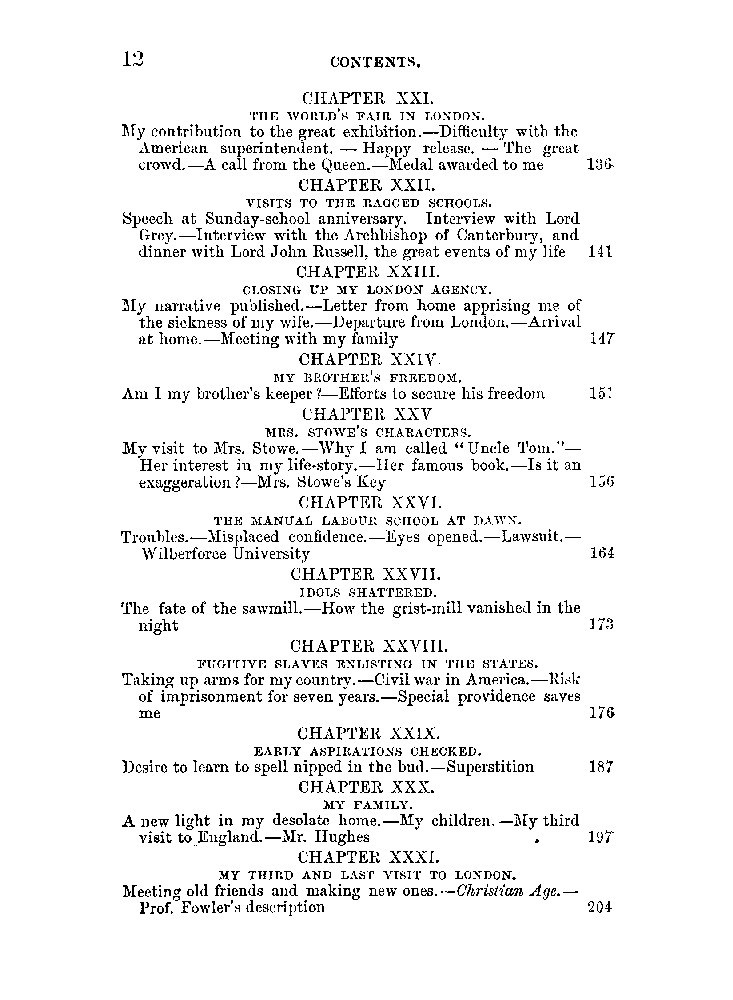 12 CONTENTS.
CHAPTER XXI.
THE WORLD'S FAIR IN LONDON.
My contribution to the great exhibition.—Difficulty with the
American superintendent. — Happy release. — The great
crowd.—A call from the Queen.—Medal awarded to me 136
CHAPTER XXII.
VISITS TO THE RAGGED SCHOOLS.
Speech at Sunday-school anniversary. Interview with Lord
Grey.—Interview with the Archbishop of Canterbury, and
dinner with Lord John Russell, the great events of my life 141
CHAPTER XXIII.
CLOSING UP MY LONDON AGENCY.
My narrative published.—Letter from home apprising me of
the sickness of my wife.—Departure from London.—Arrival
at home.—Meeting with my family 147
CHAPTER XXIV.
MY BROTHER'S FREEDOM.
Am I my brother's keeper?—Efforts to secure his freedom 151
CHAPTER XXV
MRS. STOWE'S CHARACTERS.
My visit to Mrs. Stowe.—Why I am called "Uncle Tom."—
Her interest in my life-story.—Her famous book.—Is it an
exaggeration?—Mrs. Stowe's Key 156
CHAPTER XXVI.
THE MANUAL LABOUR SCHOOL AT DAWN.
Troubles.—Misplaced confidence.—Eyes opened.—Lawsuit.—
Wilberforce University 164
CHAPTER XXVII.
IDOLS SHATTERED.
The fate of the sawmill.—How the grist-mill vanished in the
night 173
CHAPTER XXVIII.
FUGITIVE SLAVES ENLISTING IN THE STATES.
Taking up arms for my country.—Civil war in America.—Risk
of imprisonment for seven years.—Special providence saves
me 176
CHAPTER XXIX.
EARLY ASPIRATIONS CHECKED.
Desire to learn to spell nipped in the bud.—Superstition 187
CHAPTER XXX.
MY FAMILY.
A new light in my desolate home.—My children.—My third
visit to England.—Mr. Hughes 197
CHAPTER XXXI.
MY THIRD AND LAST VISIT TO LONDON.
Meeting old friends and making new ones.—Christian Age.—
Prof. Fowler's description 204